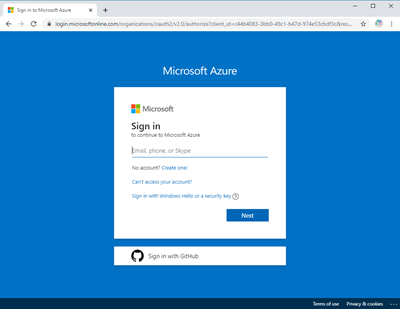 Sign in to Microsoft Azure
login.microsoftonline.com/organizations/oauth2/v2.0/authorize?client_id=c44b4083-3bb0-49c1-b47d-974e53cbdf3c&res...
Microsoft Azure
Microsoft
Sign in
to continue to Microsoft Azure
Email, phone, or Skype
No account? Create one!
Can't access your account?
Sign in with Windows Hello or a security key ?
Next
Sign in with GitHub
Terms of use Privacy & cookies ...